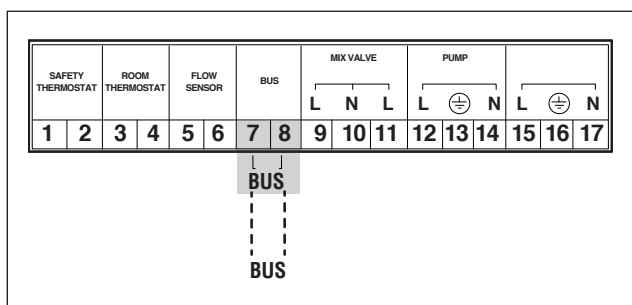 SAFETY THERMOSTAT
ROOM THERMOSTAT
FLOW SENSOR
BUS
MIX VALVE
PUMP
L N L L N L N
1 2 3 4 5 6 7 8 9 10 11 12 13 14 15 16 17
BUS
BUS